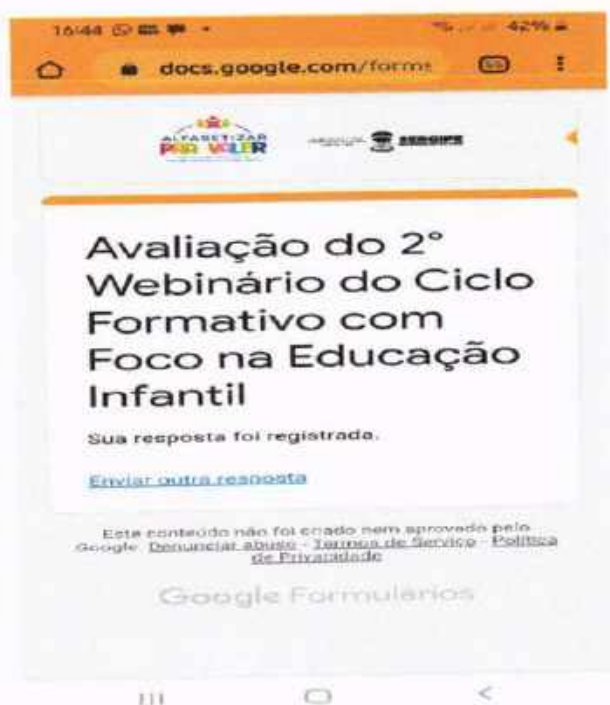 16:44
42%
docs.google.com/forms
ALFABETIZAR
PRA VALER
SERGIPE
Avaliação do 2°
Webinário do Ciclo
Formativo com
Foco na Educação
Infantil
Sua resposta foi registrada.
Enviar outra resposta
Este conteúdo não foi criado nem aprovado pelo
Google. Denunciar abuso - Termos de Serviço - Política
de Privacidade
Google Formulários